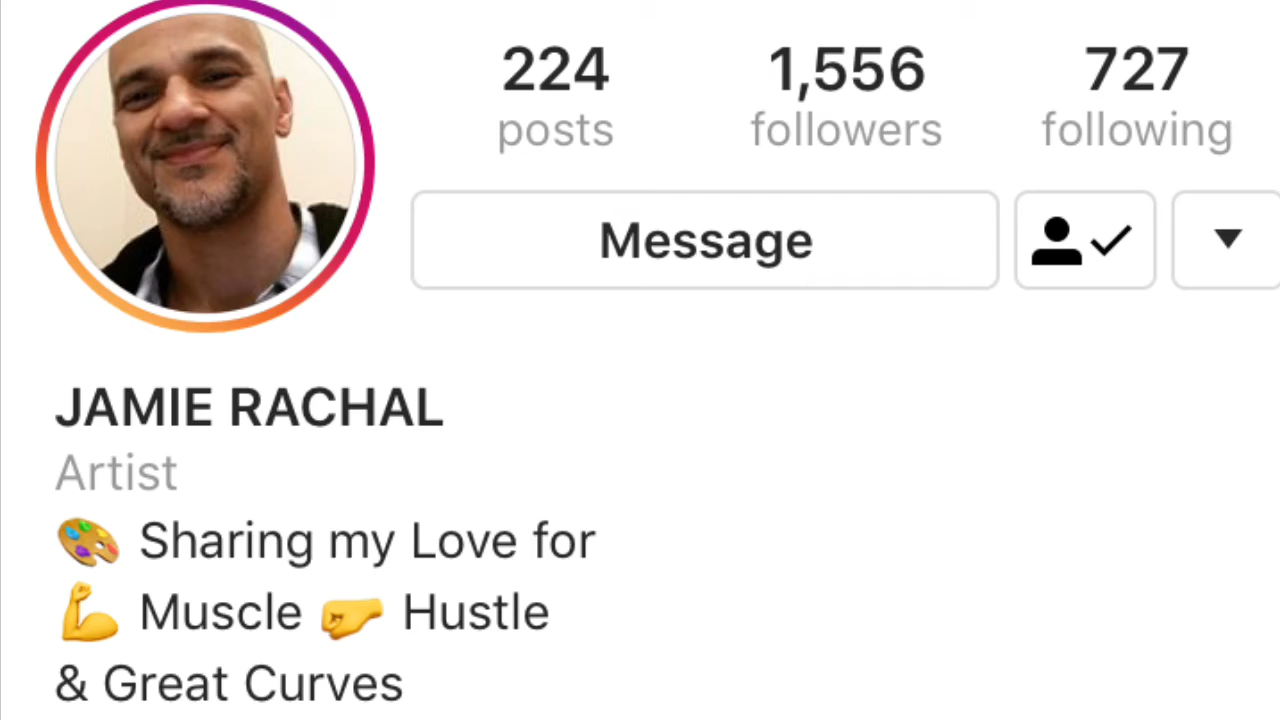 224 1,556 727
posts followers following
Message
JAMIE RACHAL
Artist
🎨 Sharing my Love for
💪 Muscle 🤛 Hustle
& Great Curves